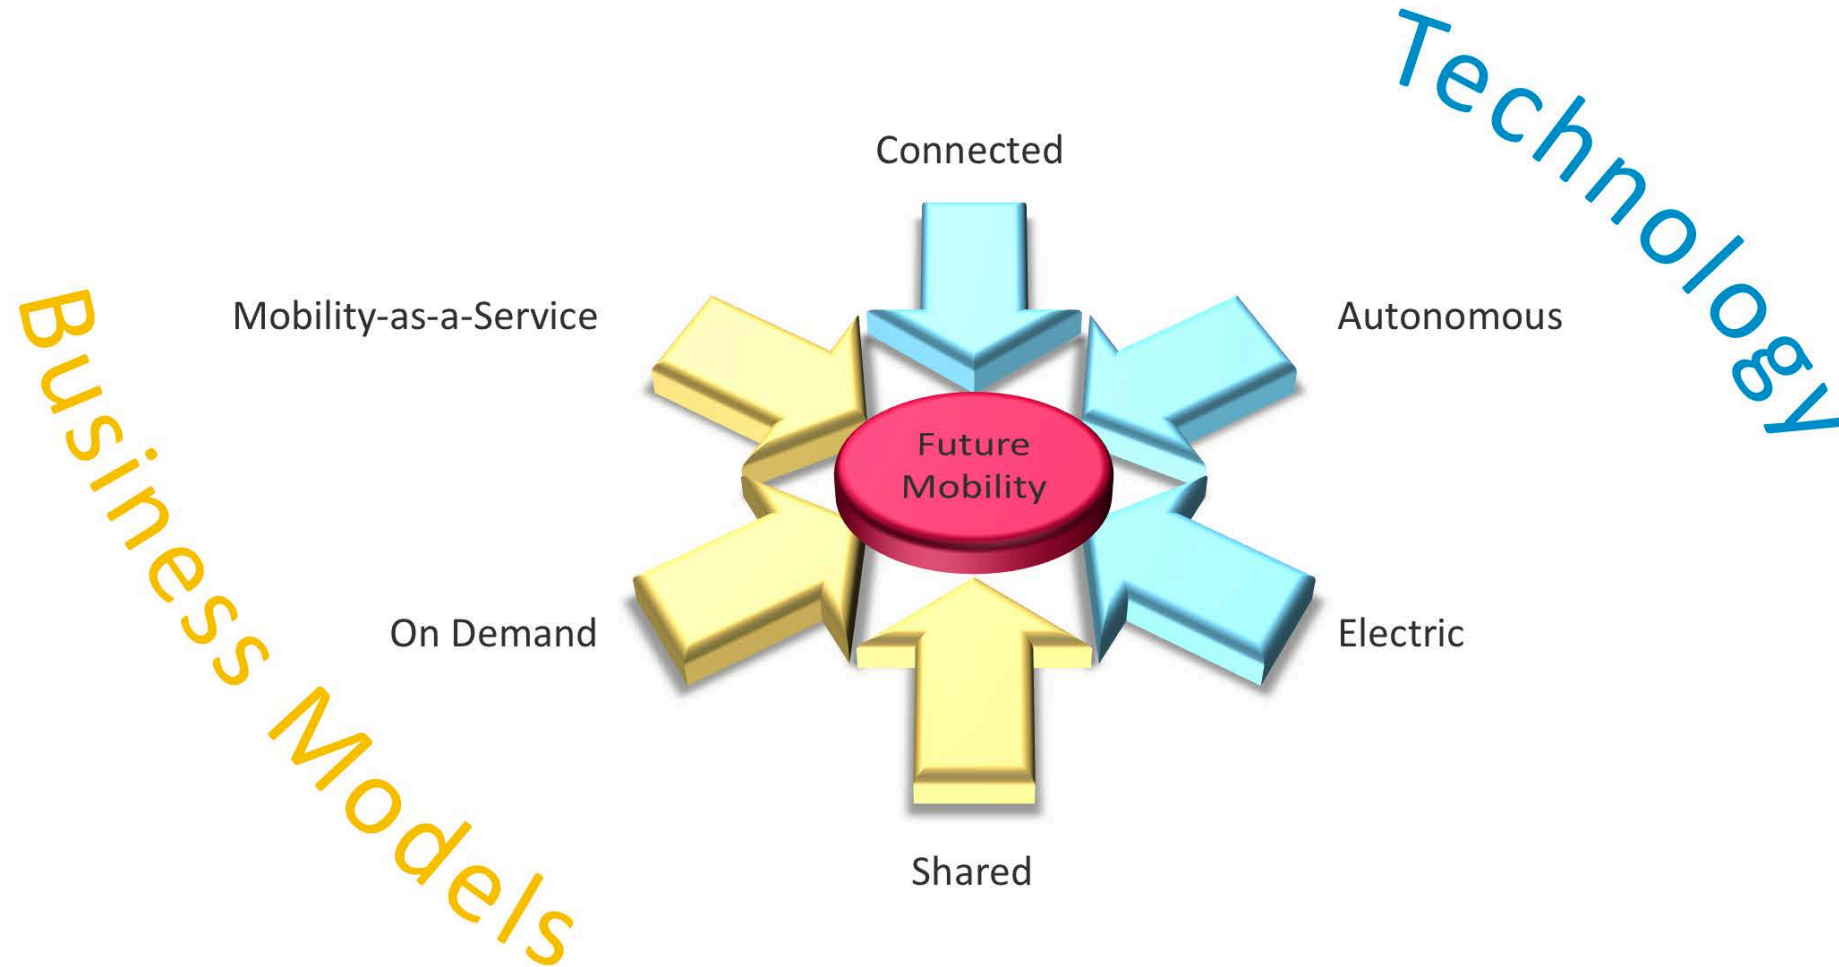 Technology
Connected
Mobility-as-a-Service
Autonomous
Business Models
Future
Mobility
On Demand
Electric
Shared